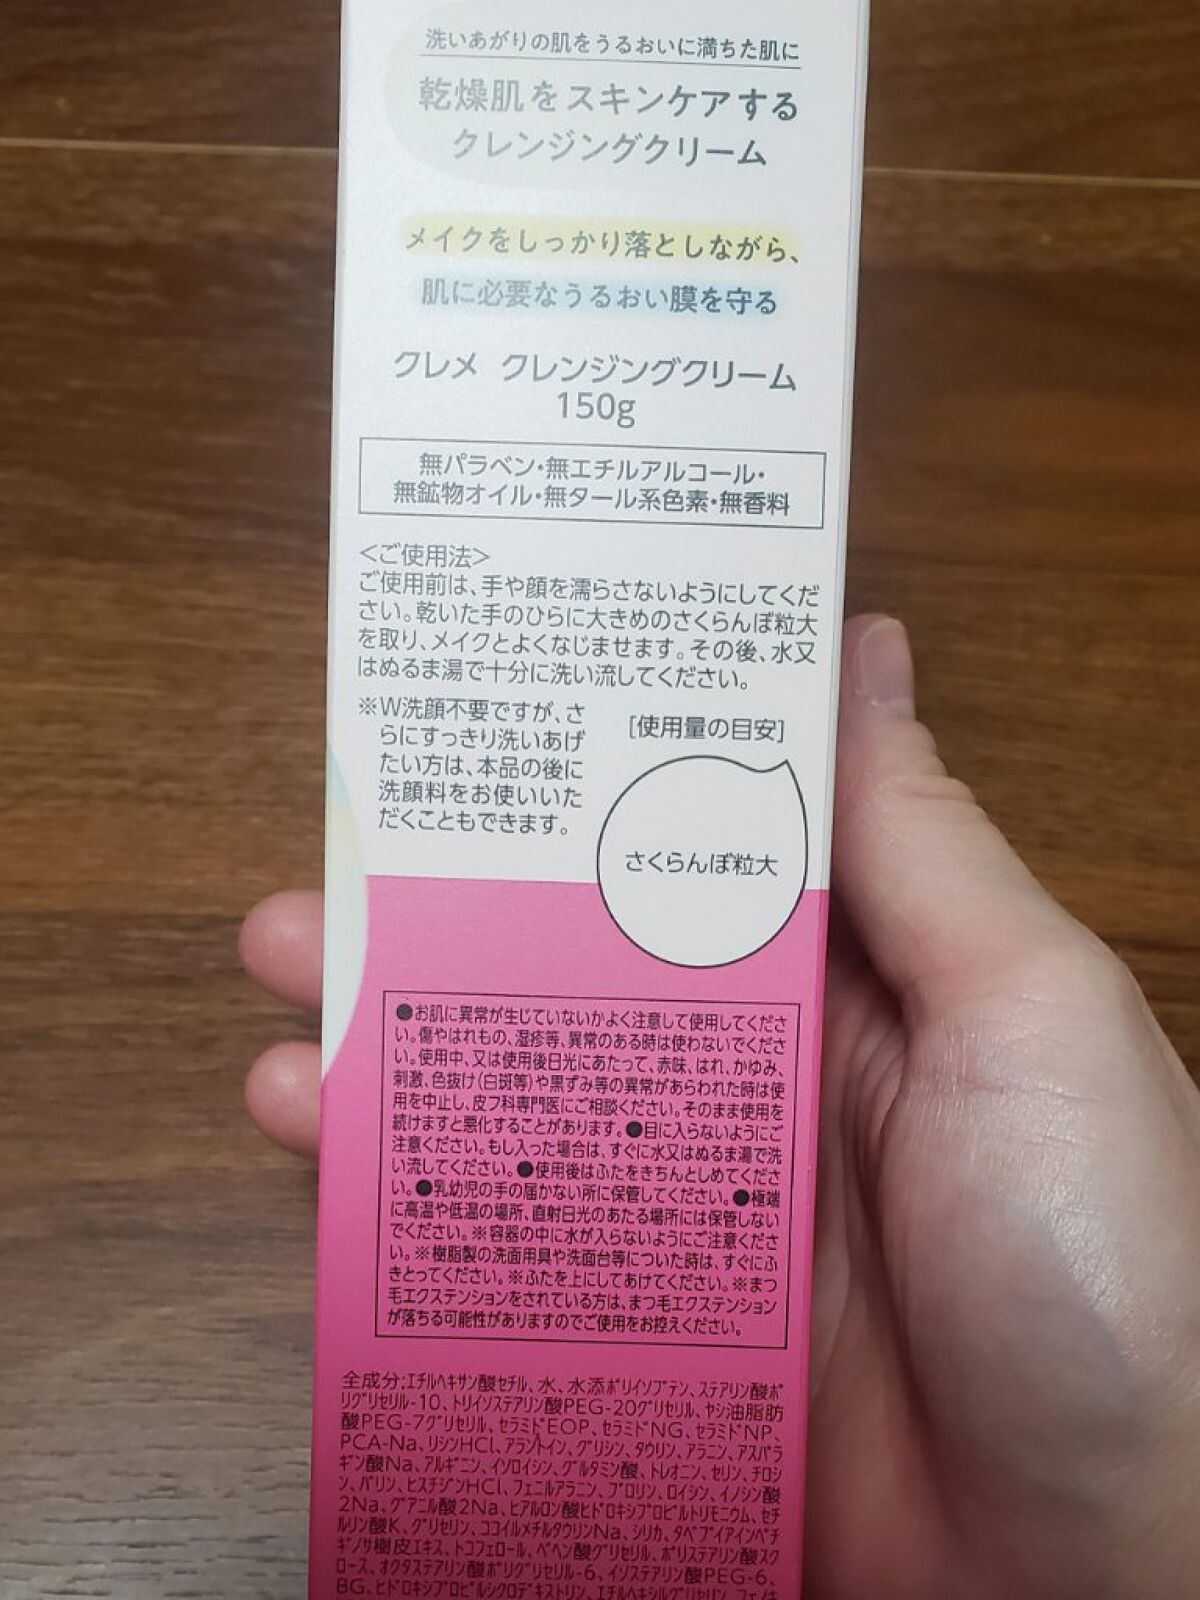 洗いあがりの肌をうるおいに満ちた肌に
乾燥肌をスキンケアする
クレンジングクリーム
メイクをしっかり落としながら、
肌に必要なうるおい膜を守る
クレメ クレンジングクリーム
150g
無パラベン・無エチルアルコール・
無鉱物オイル・無タール系色素・無香料
＜ご使用法＞
ご使用前は、手や顔を濡らさないようにしてくだ
さい。乾いた手のひらに大きめのさくらんぼ粒大
を取り、メイクとよくなじませます。その後、水又
はぬるま湯で十分に洗い流してください。
※W洗顔不要ですが、さ
らにすっきり洗いあげ
たい方は、本品の後に
洗顔料をお使いいた
だくこともできます。
[使用量の目安]
さくらんぼ粒大
●お肌に異常が生じていないかよく注意して使用してくださ
い。傷やはれもの、湿疹等、異常のある時は使わないでくださ
い。使用中、又は使用後日光にあたって、赤味、はれ、かゆみ、
刺激、色抜け(白斑等)や黒ずみ等の異常があらわれた時は使
用を中止し、皮フ科専門医にご相談ください。そのまま使用を
続けますと悪化することがあります。●目に入らないようにご
注意ください。もし入った場合は、すぐに水又はぬるま湯で洗
い流してください。●使用後はふたをきちんとしめてくださ
い。●乳幼児の手の届かない所に保管してください。●極端
に高温や低温の場所、直射日光のあたる場所には保管しない
でください。※容器の中に水が入らないようにご注意くださ
い。※樹脂製の洗面用具や洗面台等についた時は、すぐにふ
きとってください。※ふたを上にしてあけてください。※まつ
毛エクステンションをされている方は、まつ毛エクステンション
が落ちる可能性がありますのでご使用をお控えください。
全成分:エチルヘキサン酸セチル、水、水添ポリイソブテン、ステアリン酸ポ
リグリセリル-10、トリイソステアリン酸PEG-20グリセリル、ヤシ油脂肪
酸PEG-7グリセリル、セラミドEOP、セラミドNG、セラミドNP、
PCA-Na、リシンHCl、アラントイン、グリシン、タウリン、アラニン、アスパラ
ギン酸Na、アルギニン、イソロイシン、グルタミン酸、トレオニン、セリン、チロシ
ン、バリン、ヒスチジンHCl、フェニルアラニン、プロリン、ロイシン、イノシン酸
2Na、グアニル酸2Na、ヒアルロン酸ヒドロキシプロピルトリモニウム、セチ
ルリン酸K、グリセリン、ココイルメチルタウリンNa、シリカ、タベブイアインペチ
ギノサ樹皮エキス、トコフェロール、ベヘン酸グリセリル、ポリステアリン酸スク
ロース、オクタステアリン酸ポリグリセリル-6、イソステアリン酸PEG-6、
BG、ヒドロキシプロピルシクロデキストリン、エチルヘキシルグリセリン、フェノキ